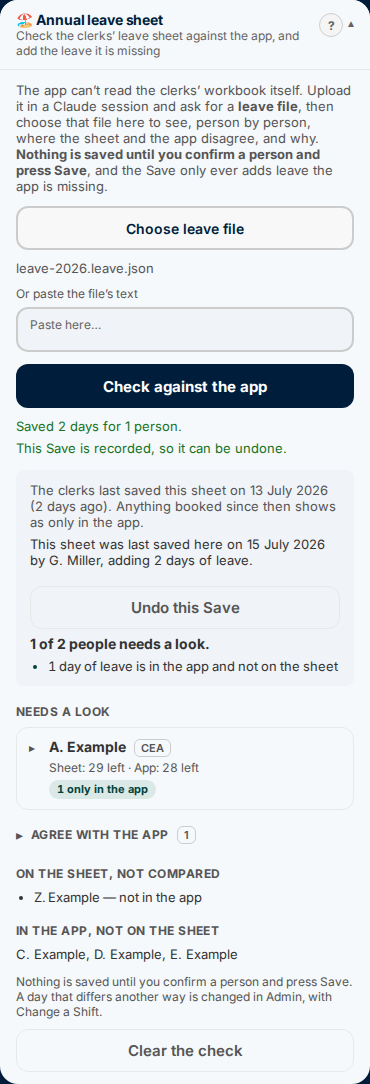 🏖️ Annual leave sheet
Check the clerks’ leave sheet against the app, and
add the leave it is missing
? ▲
The app can’t read the clerks’ workbook itself. Upload
it in a Claude session and ask for a leave file, then
choose that file here to see, person by person,
where the sheet and the app disagree, and why.
Nothing is saved until you confirm a person and
press Save, and the Save only ever adds leave the
app is missing.
Choose leave file
leave-2026.leave.json
Or paste the file’s text
Paste here…
Check against the app
Saved 2 days for 1 person.
This Save is recorded, so it can be undone.
The clerks last saved this sheet on 13 July 2026
(2 days ago). Anything booked since then shows
as only in the app.
This sheet was last saved here on 15 July 2026
by G. Miller, adding 2 days of leave.
Undo this Save
1 of 2 people needs a look.
• 1 day of leave is in the app and not on the sheet
NEEDS A LOOK
▸ A. Example CEA
Sheet: 29 left · App: 28 left
1 only in the app
▸ AGREE WITH THE APP 1
ON THE SHEET, NOT COMPARED
• Z. Example — not in the app
IN THE APP, NOT ON THE SHEET
C. Example, D. Example, E. Example
Nothing is saved until you confirm a person and press Save.
A day that differs another way is changed in Admin, with
Change a Shift.
Clear the check